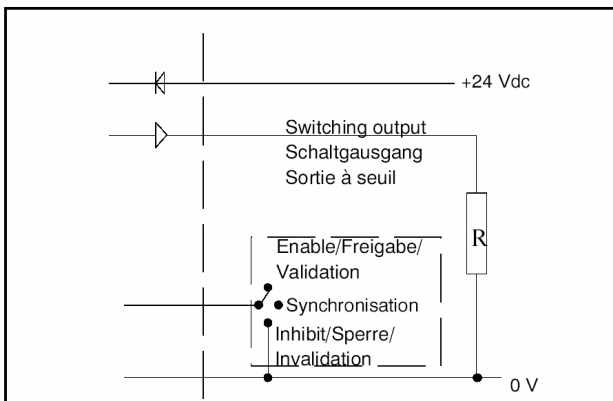 +24 Vdc
Switching output
Schaltgausgang
Sortie à seuil
R
Enable/Freigabe/
Validation
Synchronisation
Inhibit/Sperre/
Invalidation
0 V